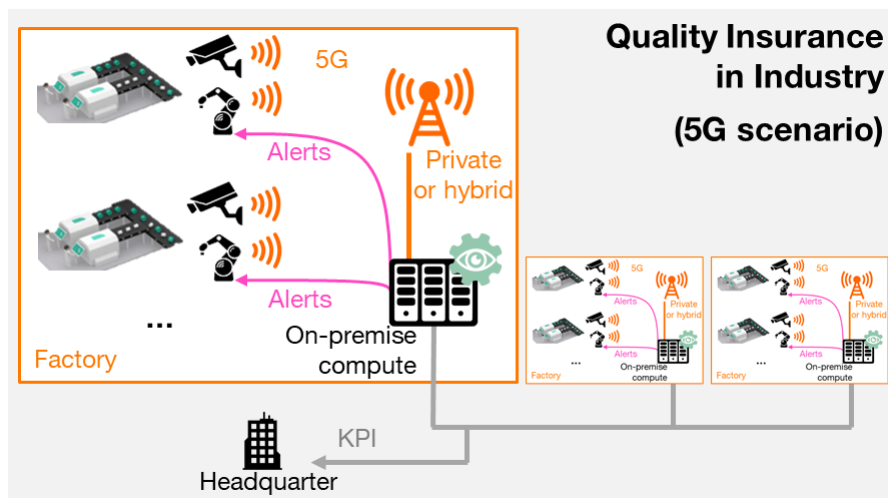 Quality Insurance
in Industry
(5G scenario)
5G
Alerts
Private
or hybrid
Alerts
...
On-premise
compute
Factory
5G
Alerts
Private
or hybrid
Alerts
...
On-premise
compute
Factory
5G
Alerts
Private
or hybrid
Alerts
...
On-premise
compute
Factory
KPI
Headquarter